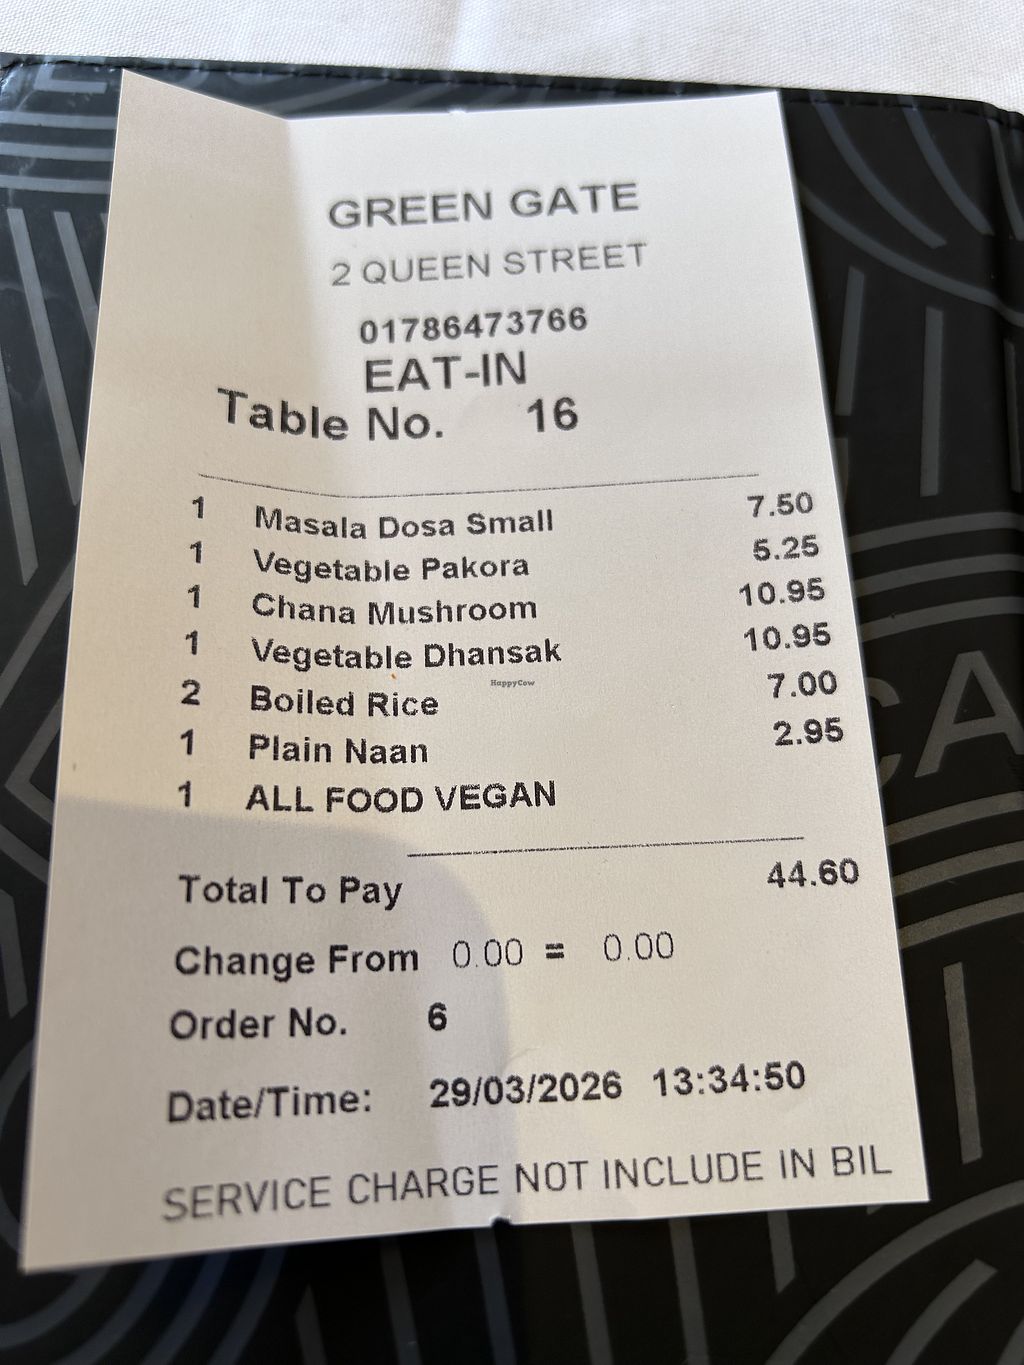 GREEN GATE
2 QUEEN STREET
01786473766
EAT-IN
Table No. 16
1 Masala Dosa Small 7.50
1 Vegetable Pakora 5.25
1 Chana Mushroom 10.95
1 Vegetable Dhansak 10.95
HappyCow
2 Boiled Rice 7.00
1 Plain Naan 2.95
1 ALL FOOD VEGAN
Total To Pay 44.60
Change From 0.00 = 0.00
Order No. 6
Date/Time: 29/03/2026 13:34:50
SERVICE CHARGE NOT INCLUDE IN BIL